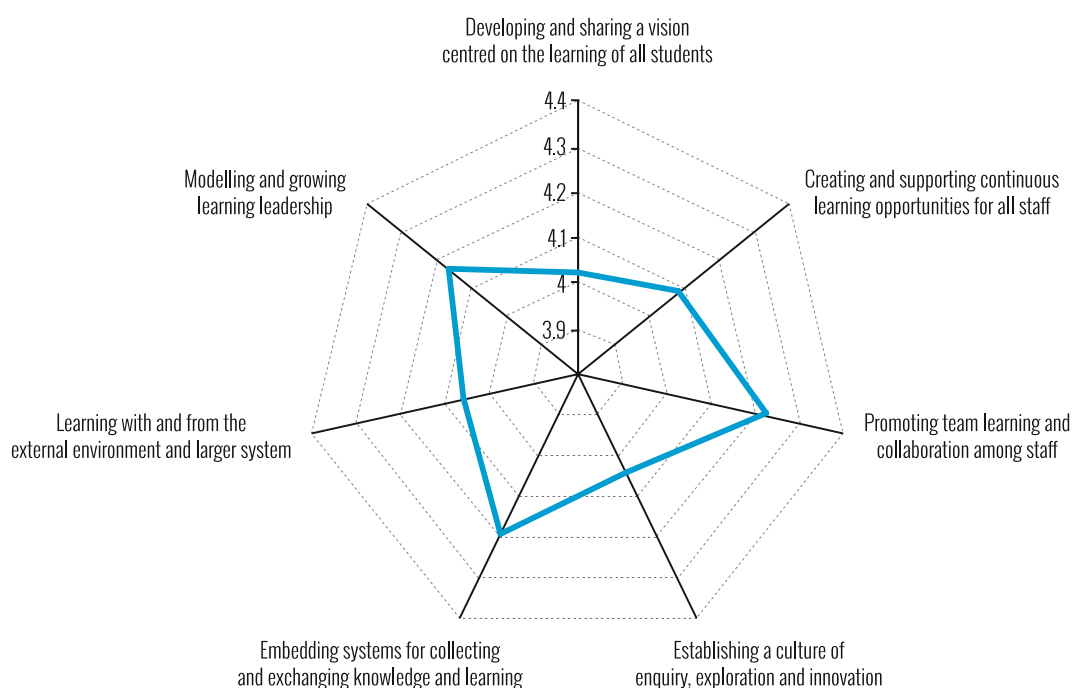 Developing and sharing a vision
centred on the learning of all students
4.4
4.3
4.2
4.1
4
3.9
Modelling and growing
learning leadership
Creating and supporting continuous
learning opportunities for all staff
Learning with and from the
external environment and larger system
Promoting team learning and
collaboration among staff
Embedding systems for collecting
and exchanging knowledge and learning
Establishing a culture of
enquiry, exploration and innovation